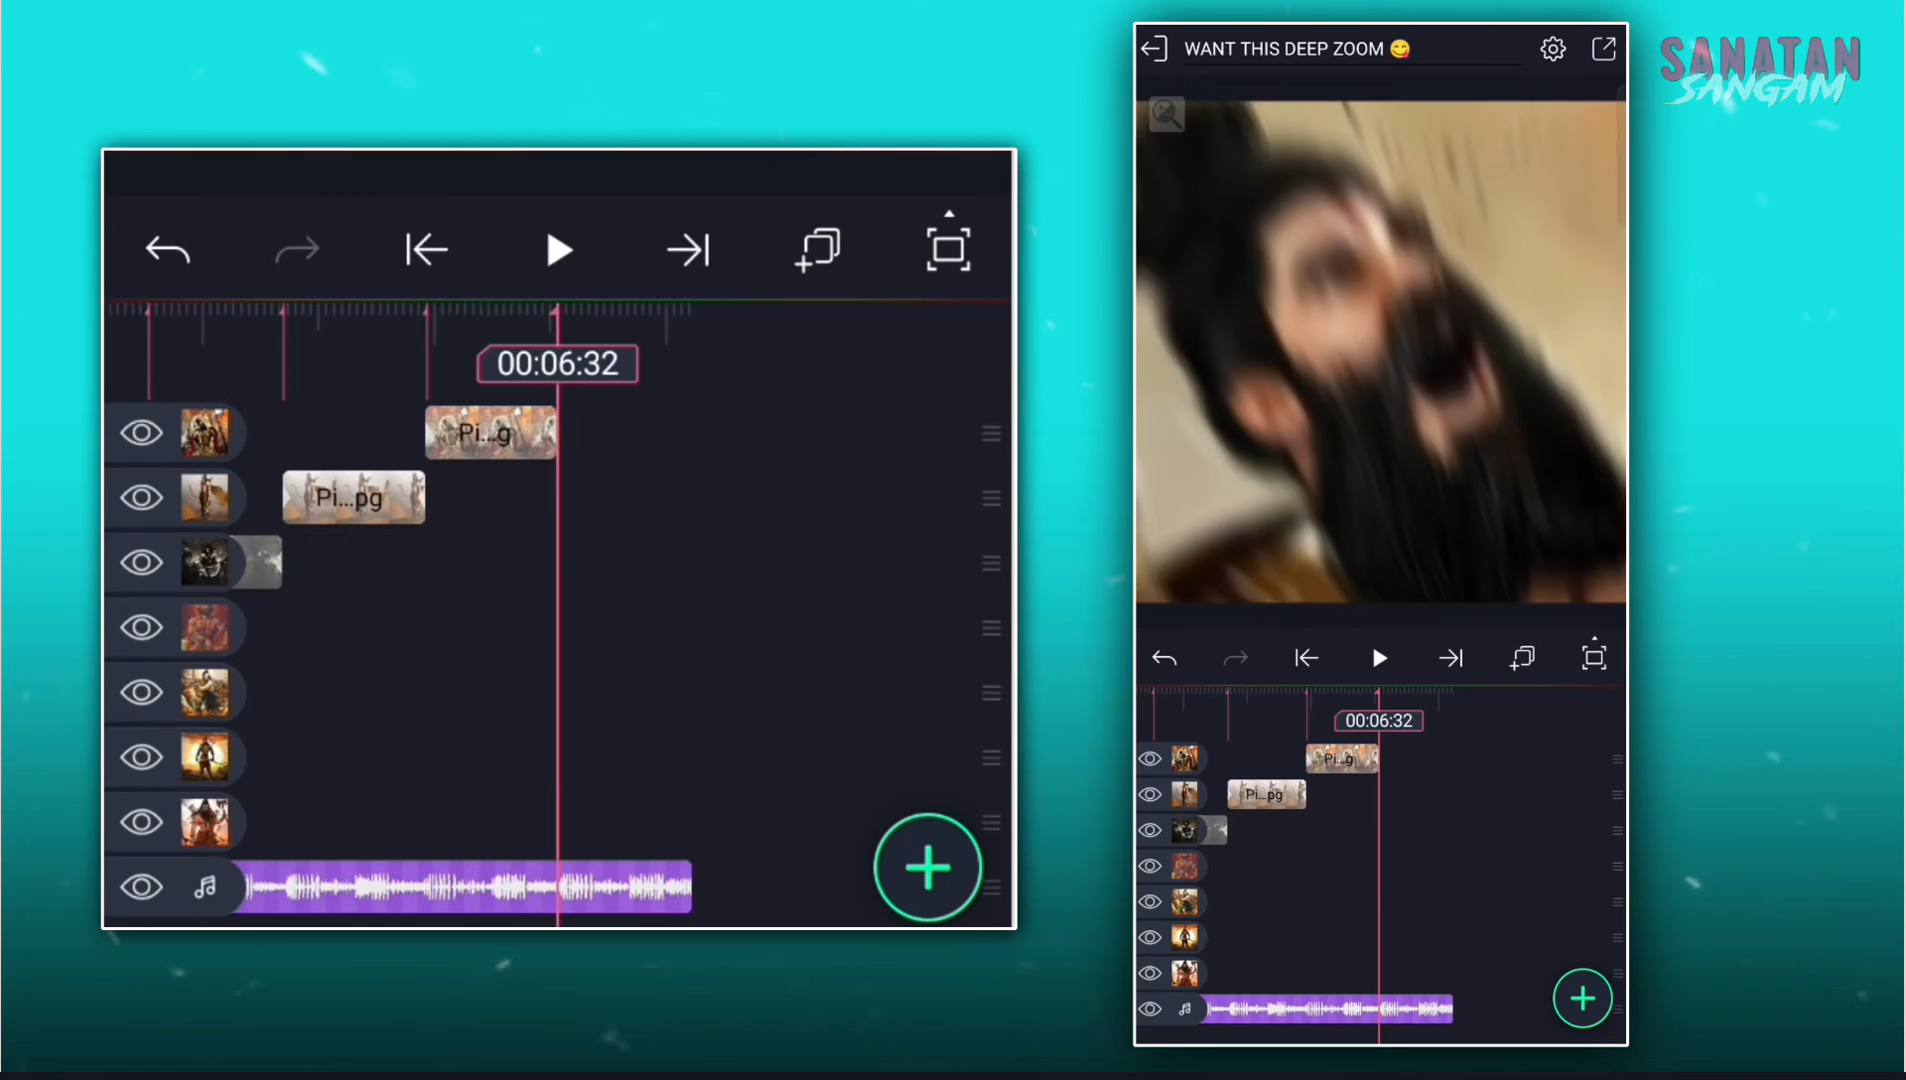 WANT THIS DEEP ZOOM 😋
SANATAN
SANGAM
00:06:32
Pi...g
Pi...pg
00:06:32
Pi...g
Pi...pg